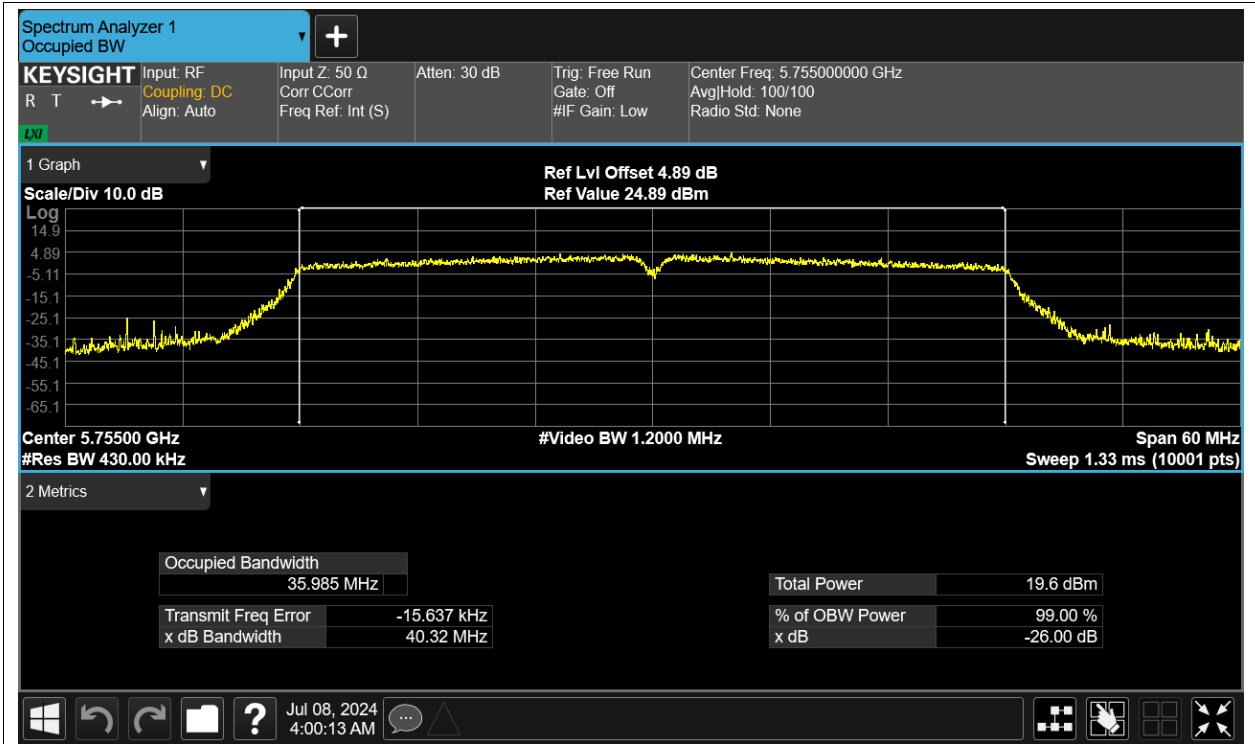 Spectrum Analyzer 1
Occupied BW
KEYSIGHT
R T
LXI
Input: RF
Coupling: DC
Align: Auto
Input Z: 50 Ω
Corr CCorr
Freq Ref: Int (S)
Atten: 30 dB
Trig: Free Run
Gate: Off
#IF Gain: Low
Center Freq: 5.755000000 GHz
Avg|Hold: 100/100
Radio Std: None
1 Graph
Scale/Div 10.0 dB
Ref Lvl Offset 4.89 dB
Ref Value 24.89 dBm
Log
14.9
4.89
-5.11
-15.1
-25.1
-35.1
-45.1
-55.1
-65.1
Center 5.75500 GHz
#Video BW 1.2000 MHz
Span 60 MHz
#Res BW 430.00 kHz
Sweep 1.33 ms (10001 pts)
2 Metrics
Occupied Bandwidth
35.985 MHz
Transmit Freq Error -15.637 kHz
x dB Bandwidth 40.32 MHz
Total Power 19.6 dBm
% of OBW Power 99.00 %
x dB -26.00 dB
?
Jul 08, 2024
4:00:13 AM